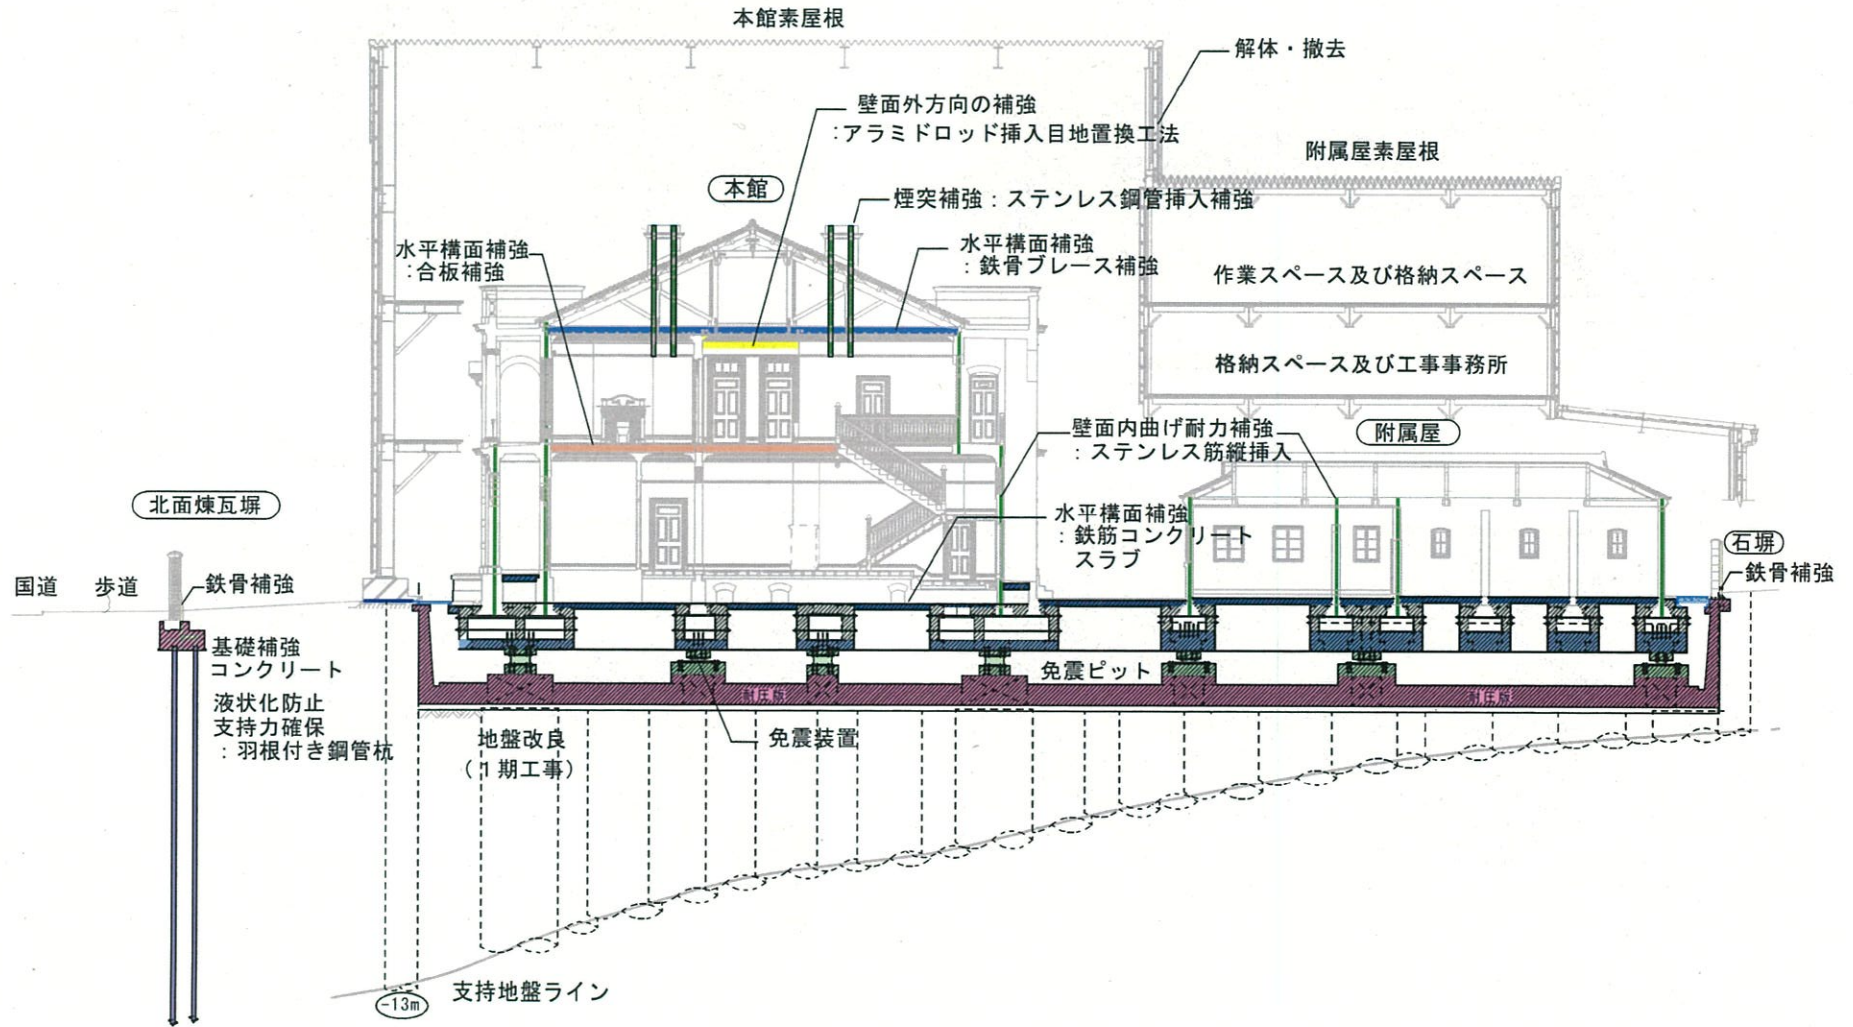 本館素屋根
解体・撤去
壁面外方向の補強
:アラミドロッド挿入目地置換工法
附属屋素屋根
本館
煙突補強:ステンレス鋼管挿入補強
水平構面補強
:合板補強
水平構面補強
:鉄骨ブレース補強
作業スペース及び格納スペース
格納スペース及び工事事務所
壁面内曲げ耐力補強
:ステンレス筋縦挿入
附属屋
北面煉瓦塀
水平構面補強
:鉄筋コンクリート
スラブ
石塀
国道
歩道
鉄骨補強
鉄骨補強
基礎補強
コンクリート
液状化防止
支持力確保
:羽根付き鋼管杭
免震ピット
耐圧版
耐圧版
地盤改良
(1期工事)
免震装置
支持地盤ライン
-13m